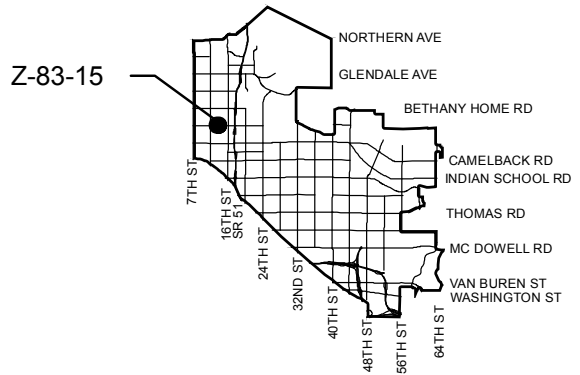 NORTHERN AVE
Z-83-15
GLENDALE AVE
BETHANY HOME RD
CAMELBACK RD
INDIAN SCHOOL RD
THOMAS RD
MC DOWELL RD
VAN BUREN ST
WASHINGTON ST
7TH ST
16TH ST
SR 51
24TH ST
32ND ST
40TH ST
48TH ST
56TH ST
64TH ST